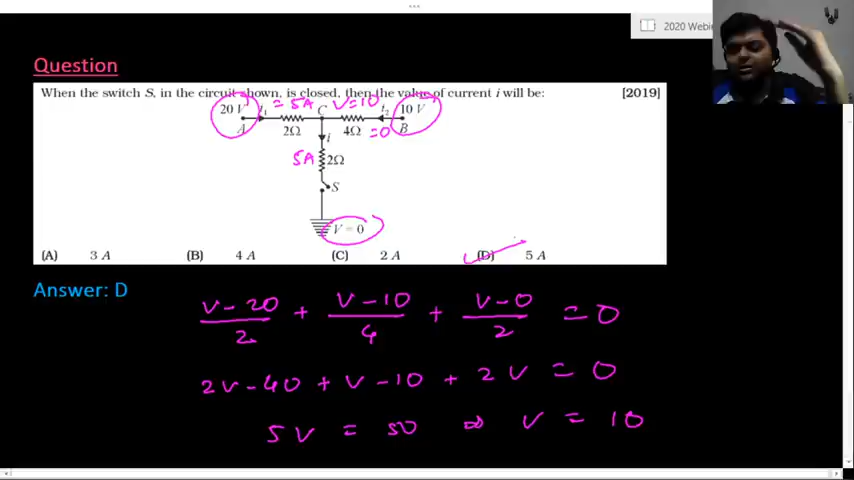 2020 Webin
Question
When the switch S, in the circuit shown, is closed, then the value of current i will be: [2019]
20 V i₁ = 5A C V=10 i₂ 10 V
A 2Ω 4Ω =0 B
i
5A 2Ω
S
V = 0
(A) 3 A (B) 4 A (C) 2 A (D) 5 A
Answer: D
V-20/2 + V-10/4 + V-0/2 = 0
2V-40 + V-10 + 2V = 0
5V = 50 ⇒ V = 10